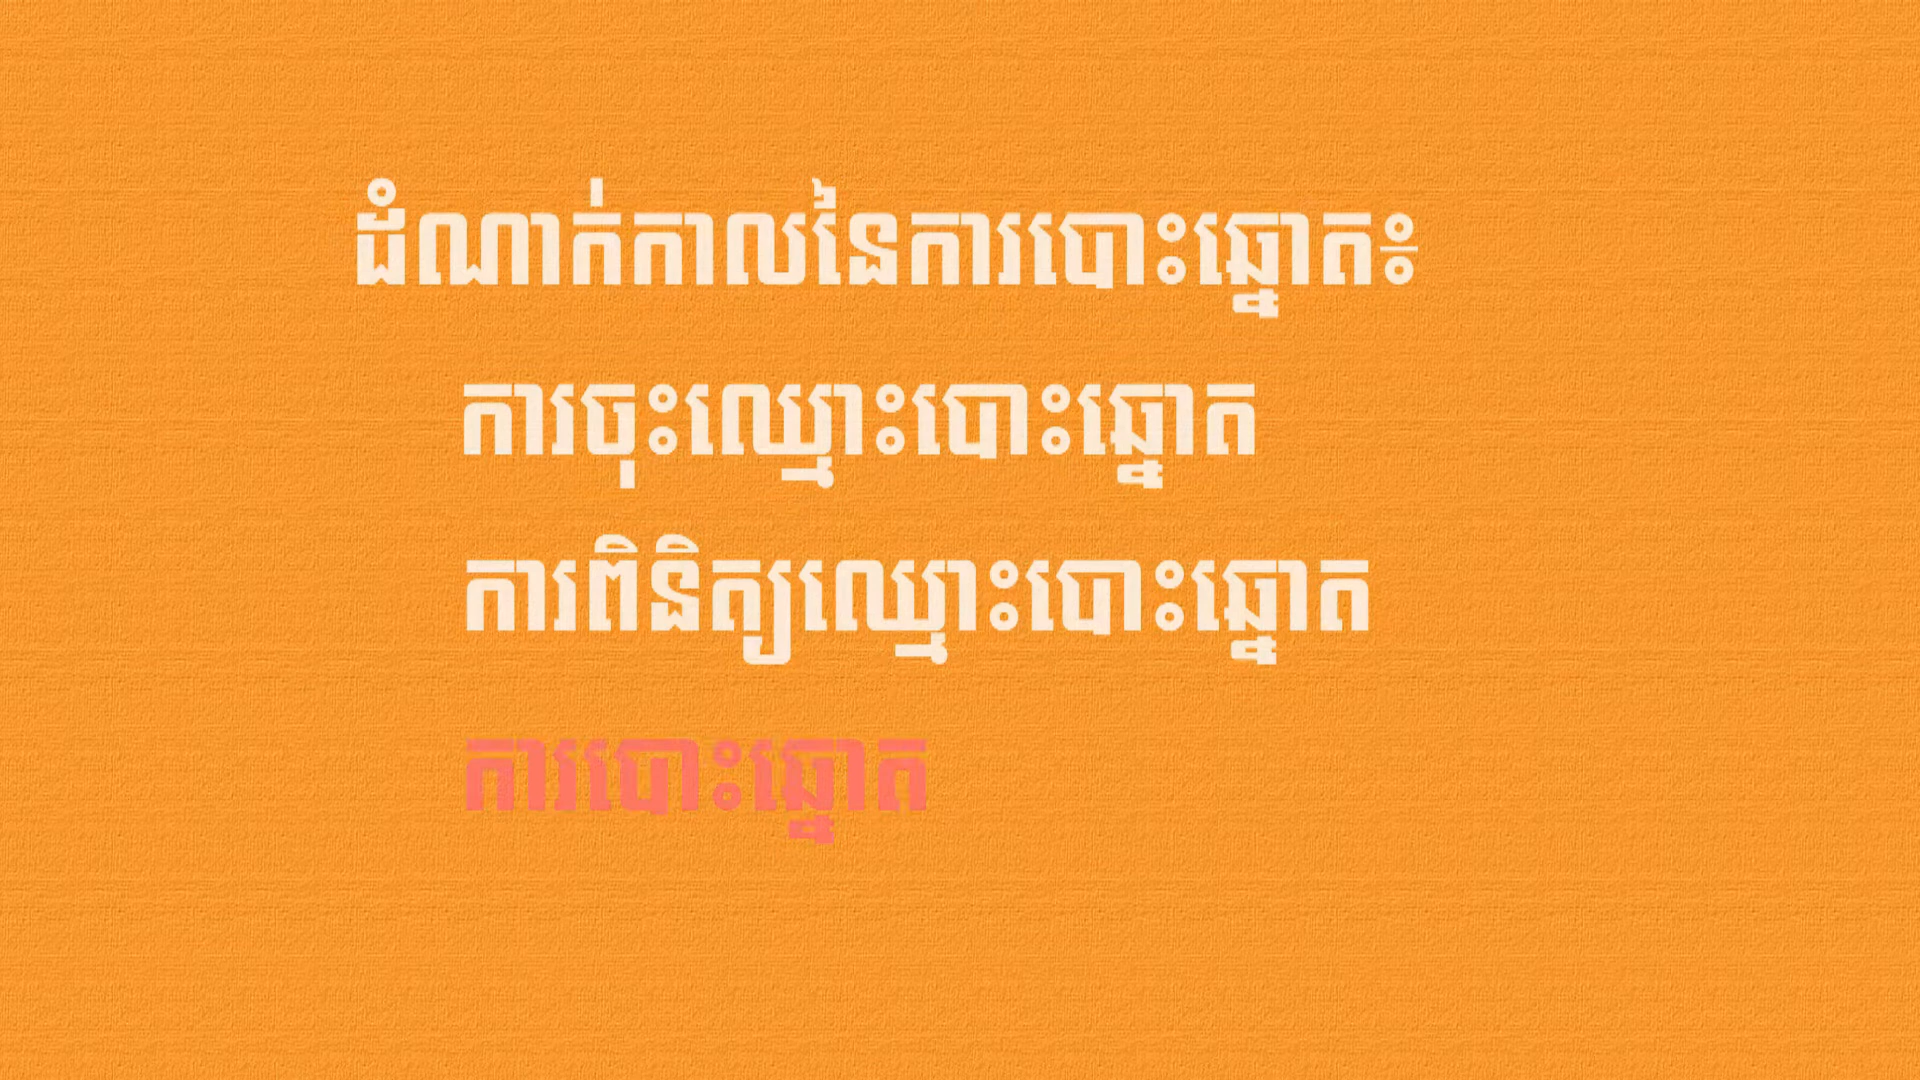 ដំណាក់កាលនៃការបោះឆ្នោត៖
ការចុះឈ្មោះបោះឆ្នោត
ការពិនិត្យឈ្មោះបោះឆ្នោត
ការបោះឆ្នោត